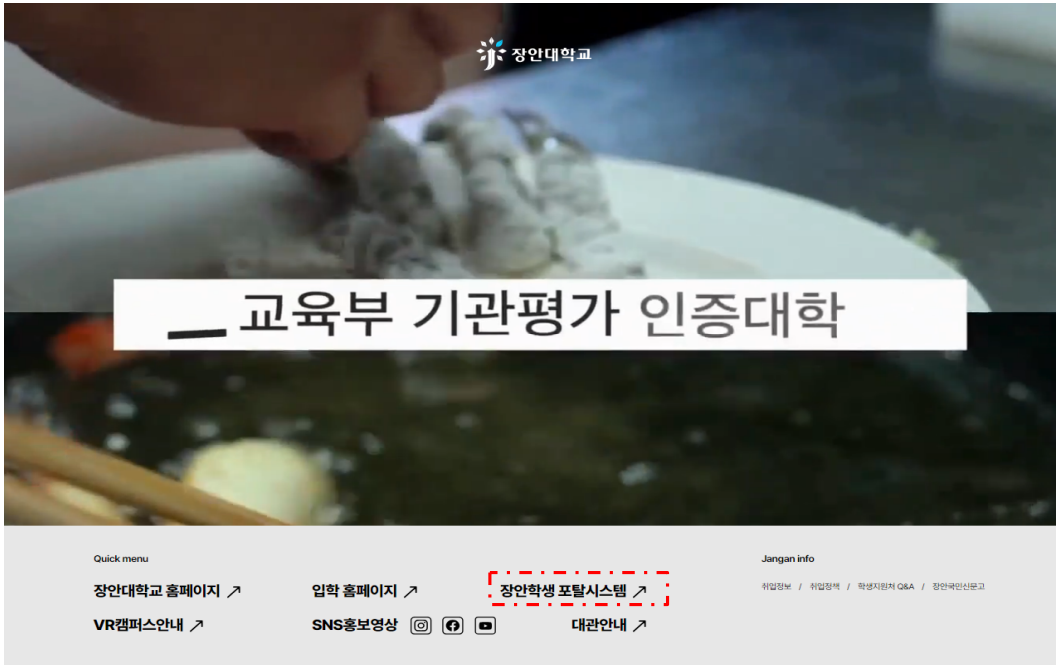 장안대학교
교육부 기관평가 인증대학
Quick menu
장안대학교 홈페이지 ↗ 입학 홈페이지 ↗ 장안학생 포탈시스템 ↗
VR캠퍼스안내 ↗ SNS홍보영상 대관안내 ↗
Jangan info
취업정보 / 취업정책 / 학생지원처 Q&A / 장안국민신문고